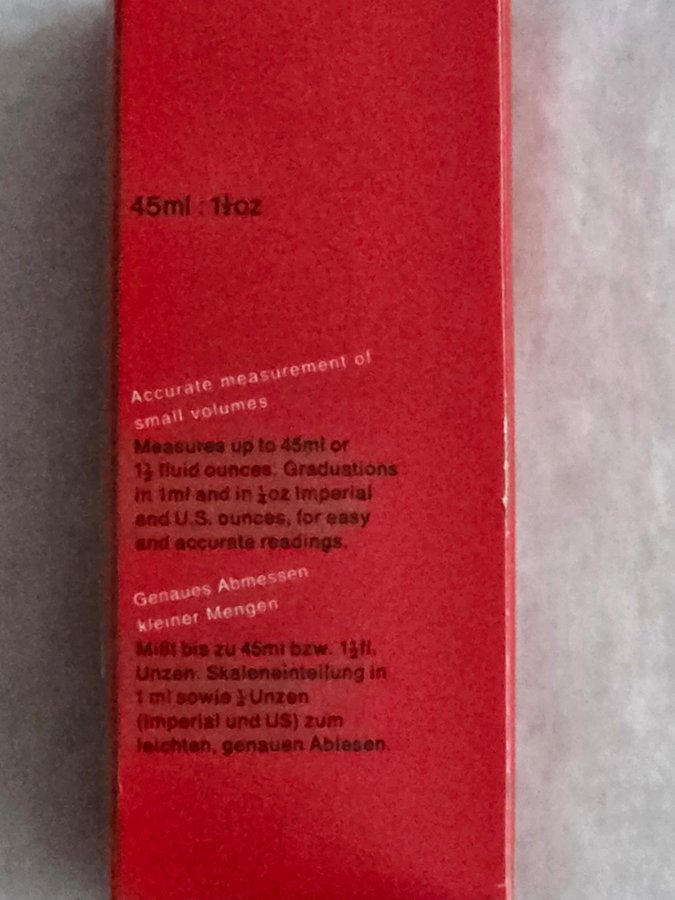 45ml : 1½oz
Accurate measurement of
small volumes
Measures up to 45ml or
1½ fluid ounces. Graduations
in 1ml and in ¼oz Imperial
and U.S. ounces, for easy
and accurate readings.
Genaues Abmessen
kleiner Mengen
Mißt bis zu 45ml bzw. 1½fl.
Unzen. Skaleneinteilung in
1 ml sowie ¼Unzen
(Imperial und US) zum
leichten, genauen Ablesen.